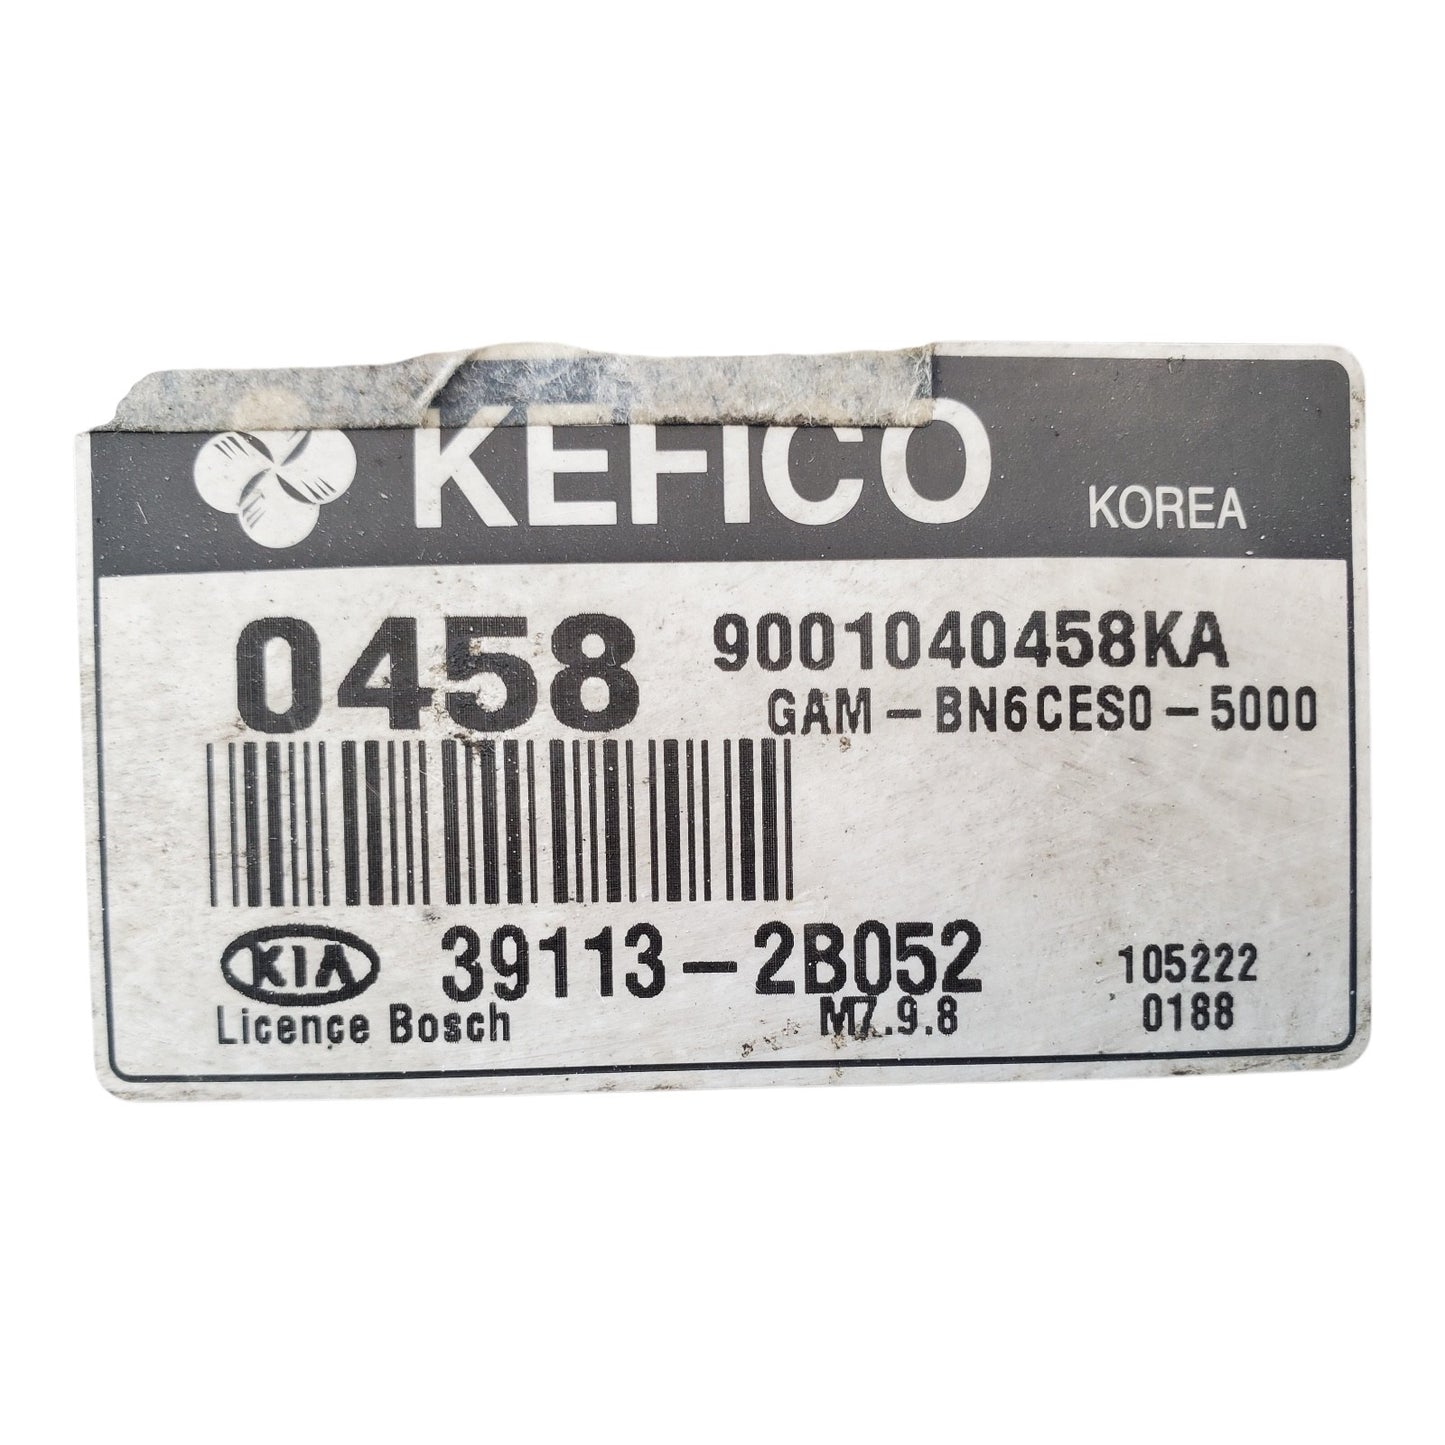 KEFICO KOREA
0458 9001040458KA
GAM-BN6CES0-5000
KIA 39113-2B052 105222
Licence Bosch M7.9.8 0188